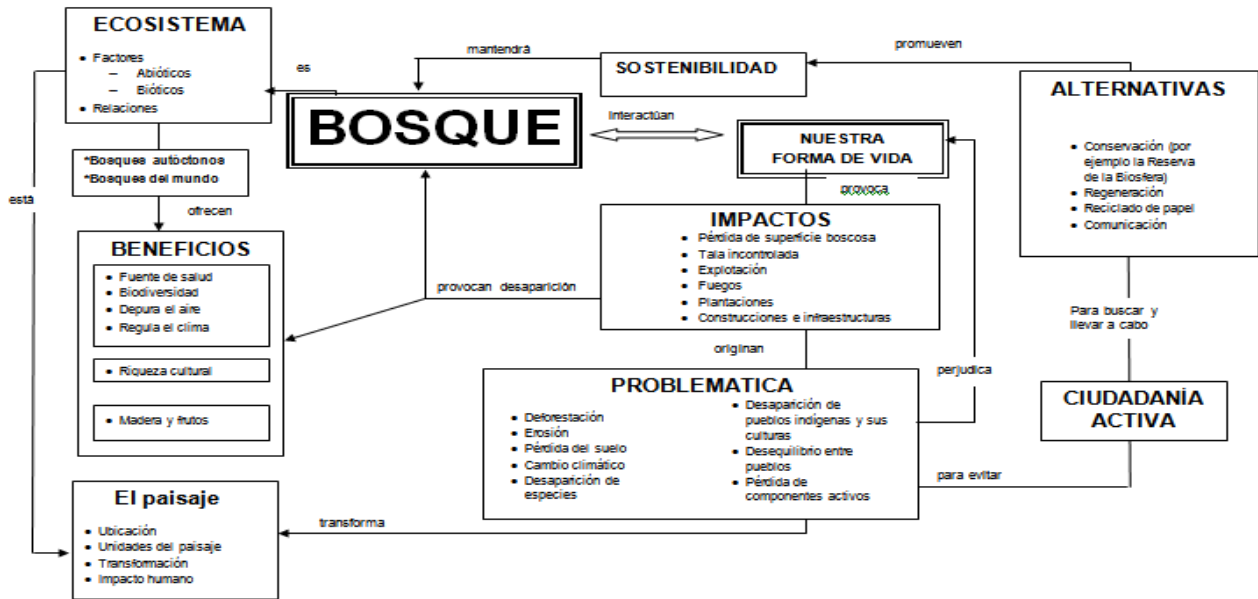 ECOSISTEMA
• Factores
– Abióticos
– Bióticos
• Relaciones
es
mantendrá
SOSTENIBILIDAD
promueven
ALTERNATIVAS
• Conservación (por
ejemplo la Reserva
de la Biosfera)
• Regeneración
• Reciclado de papel
• Comunicación
BOSQUE
Interactúan
NUESTRA
FORMA DE VIDA
provoca
*Bosques autóctonos
*Bosques del mundo
está
ofrecen
BENEFICIOS
• Fuente de salud
• Biodiversidad
• Depura el aire
• Regula el clima
• Riqueza cultural
• Madera y frutos
provocan desaparición
IMPACTOS
• Pérdida de superficie boscosa
• Tala incontrolada
• Explotación
• Fuegos
• Plantaciones
• Construcciones e infraestructuras
originan
perjudica
Para buscar y
llevar a cabo
CIUDADANÍA
ACTIVA
PROBLEMATICA
• Deforestación
• Erosión
• Pérdida del suelo
• Cambio climático
• Desaparición de
especies
• Desaparición de
pueblos indígenas y sus
culturas
• Desequilibrio entre
pueblos
• Pérdida de
componentes activos
para evitar
transforma
El paisaje
• Ubicación
• Unidades del paisaje
• Transformación
• Impacto humano